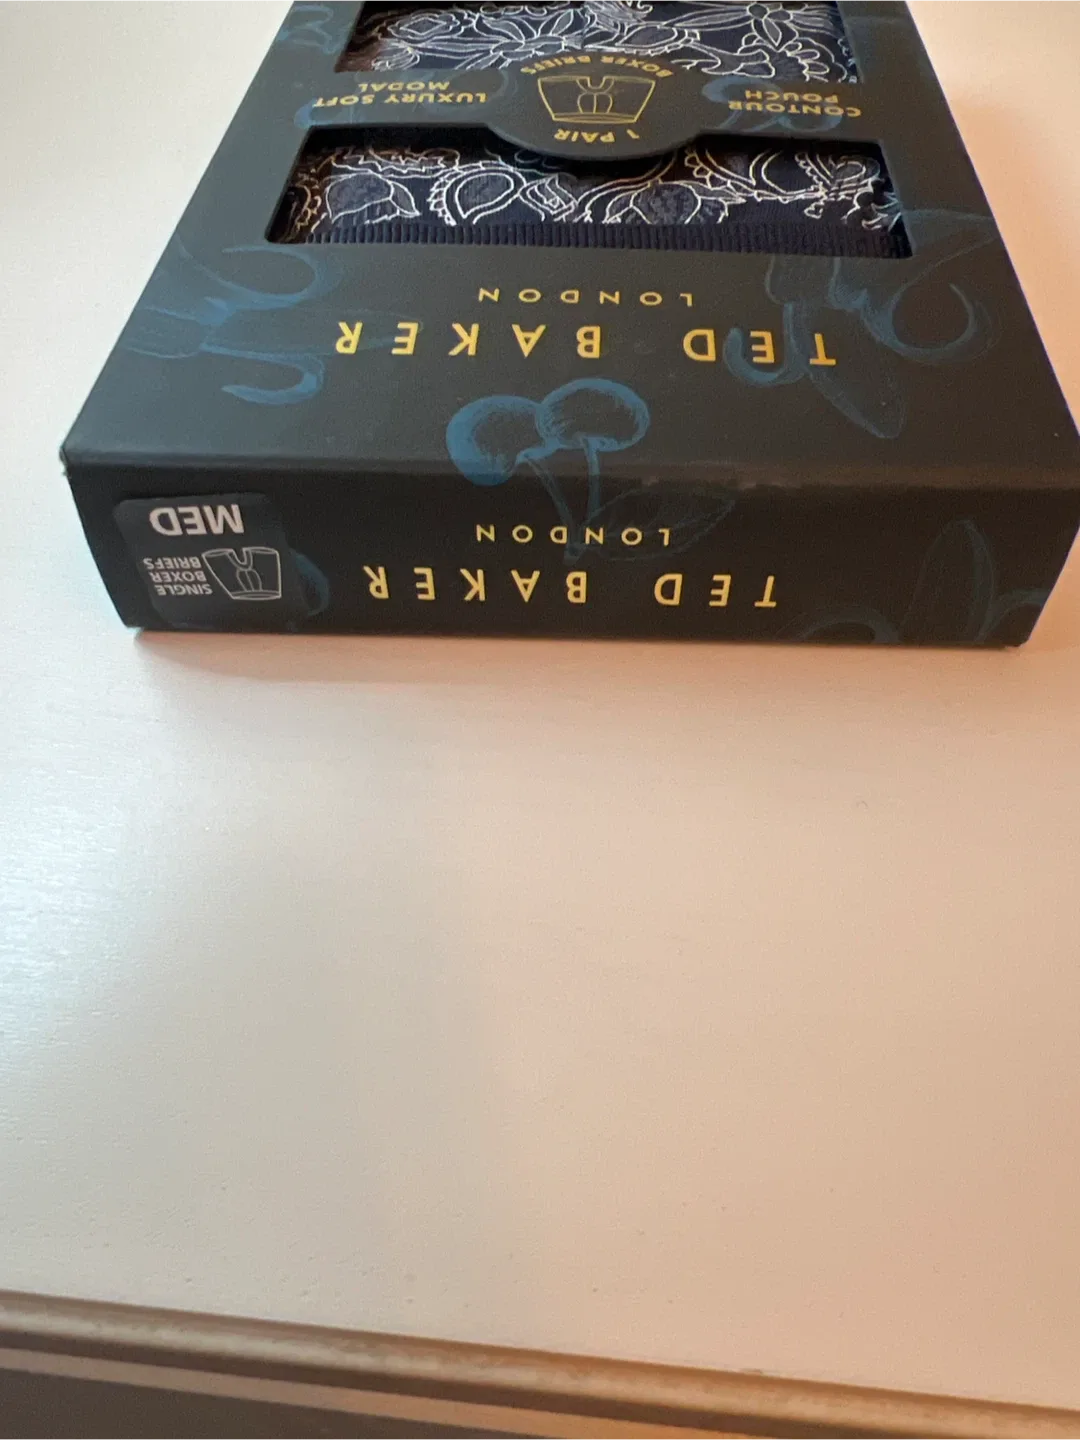 TED BAKER
LONDON
1 PAIR
BOXER BRIEFS
CONTOUR
POUCH
LUXURY SOFT
MODAL
TED BAKER
LONDON
SINGLE
BOXER
BRIEFS
MED